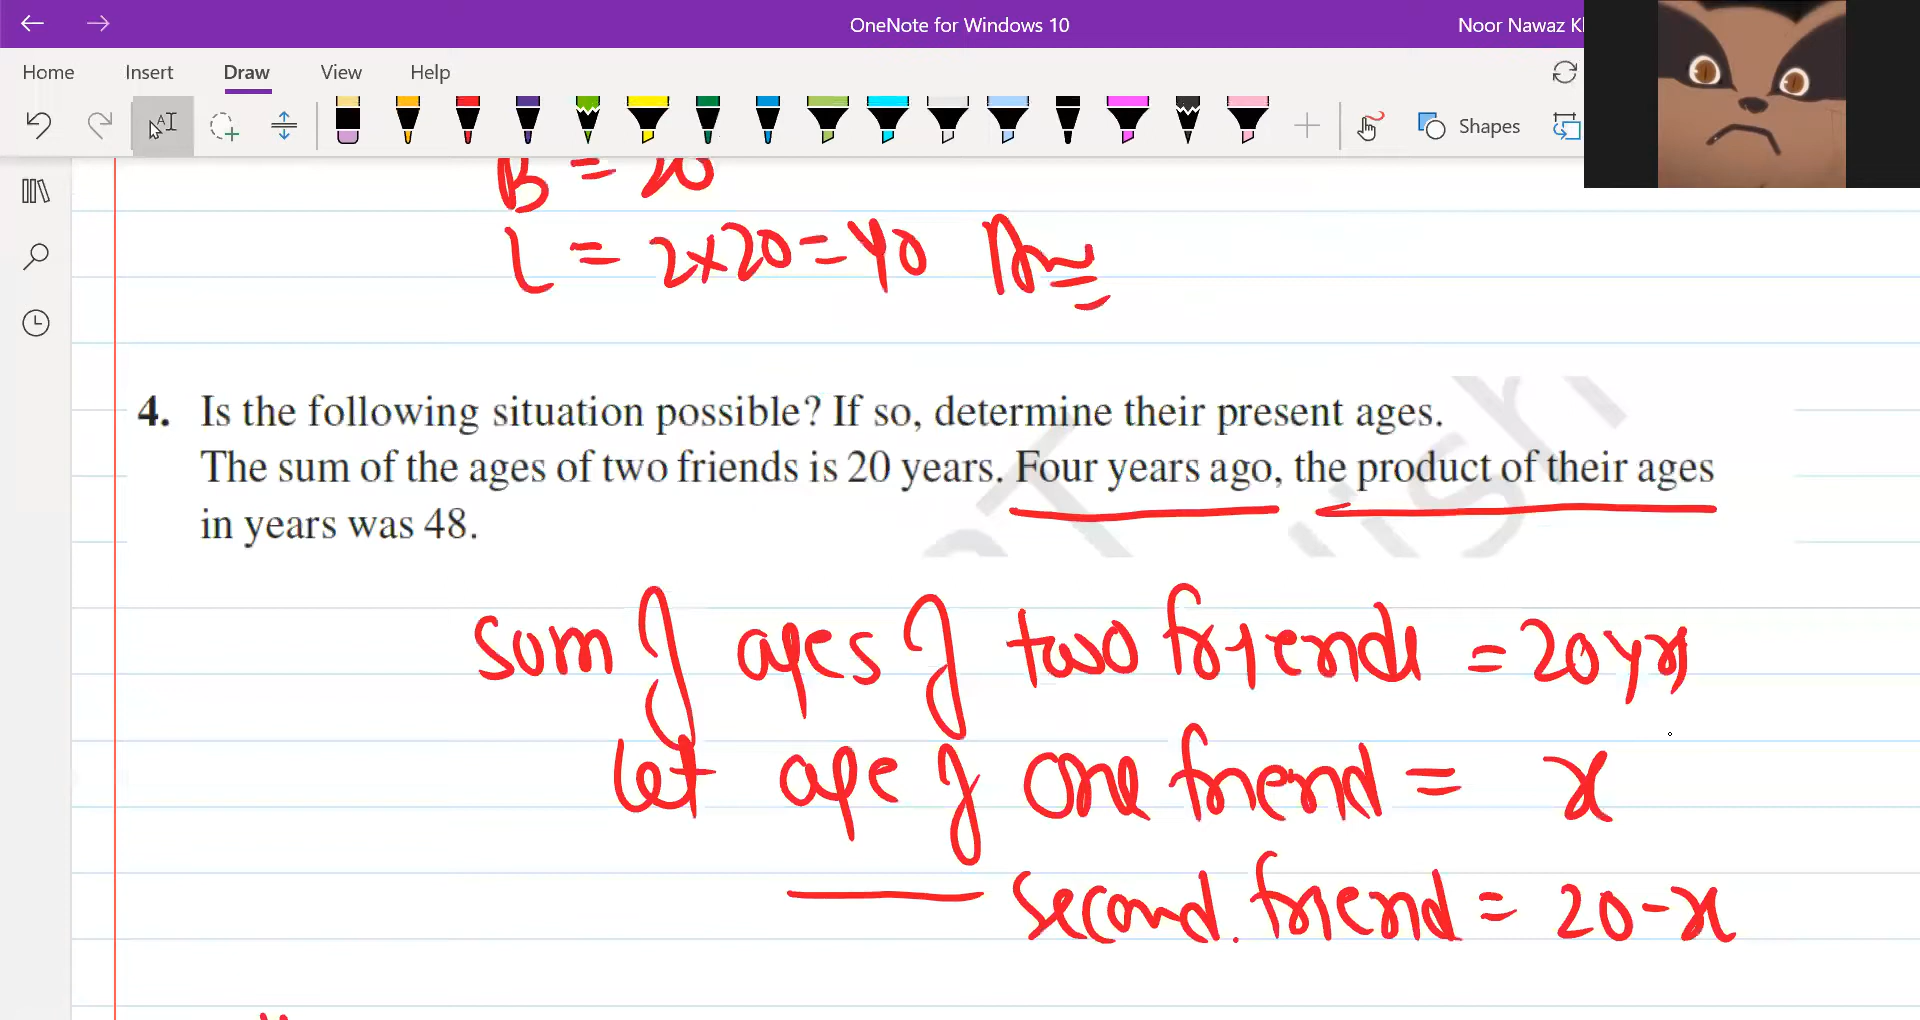 OneNote for Windows 10
Noor Nawaz
Home Insert Draw View Help
Shapes
B = 20
L = 2×20=40 Ans
4. Is the following situation possible? If so, determine their present ages.
The sum of the ages of two friends is 20 years. Four years ago, the product of their ages
in years was 48.
Sum of ages of two friends = 20 yrs
let age of one friend = x
second friend = 20-x